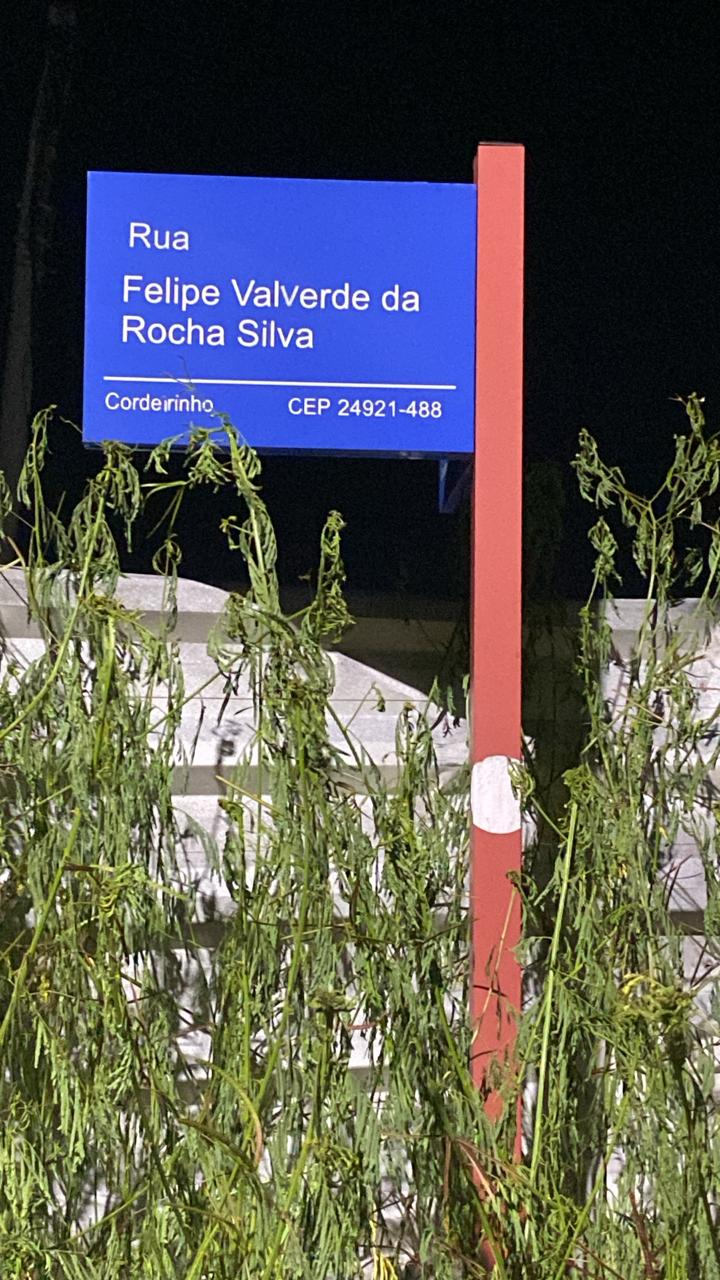 Rua
Felipe Valverde da
Rocha Silva
Cordeirinho
CEP 24921-488